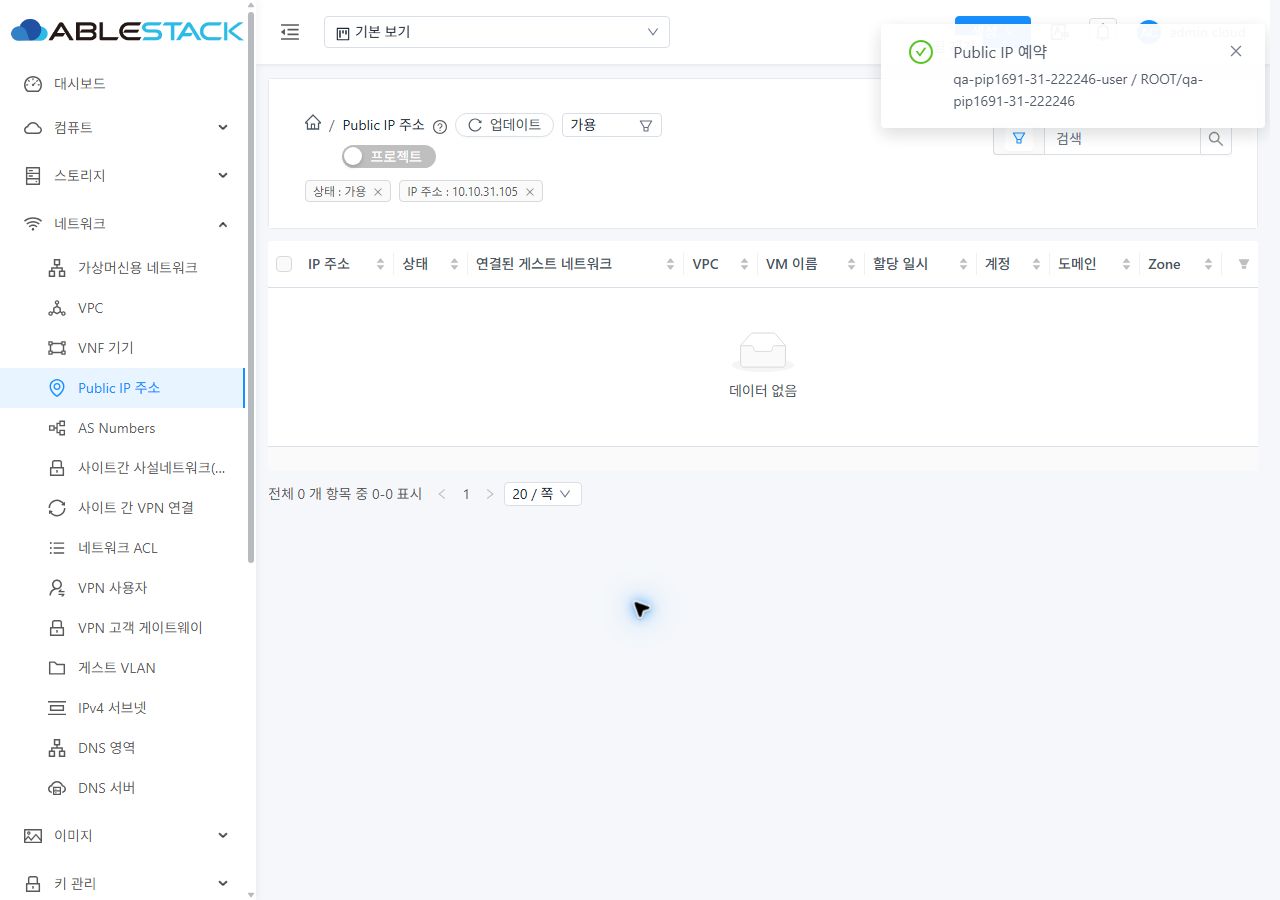 ABLESTACK
대시보드
컴퓨트
스토리지
네트워크
가상머신용 네트워크
VPC
VNF 기기
Public IP 주소
AS Numbers
사이트간 사설네트워크(...
사이트 간 VPN 연결
네트워크 ACL
VPN 사용자
VPN 고객 게이트웨이
게스트 VLAN
IPv4 서브넷
DNS 영역
DNS 서버
이미지
키 관리
기본 보기
admin cloud
Public IP 예약
qa-pip1691-31-222246-user / ROOT/qa-
pip1691-31-222246
/ Public IP 주소 업데이트 가용
프로젝트
검색
상태 : 가용 IP 주소 : 10.10.31.105
IP 주소 상태 연결된 게스트 네트워크 VPC VM 이름 할당 일시 계정 도메인 Zone
데이터 없음
전체 0 개 항목 중 0-0 표시 1 20 / 쪽